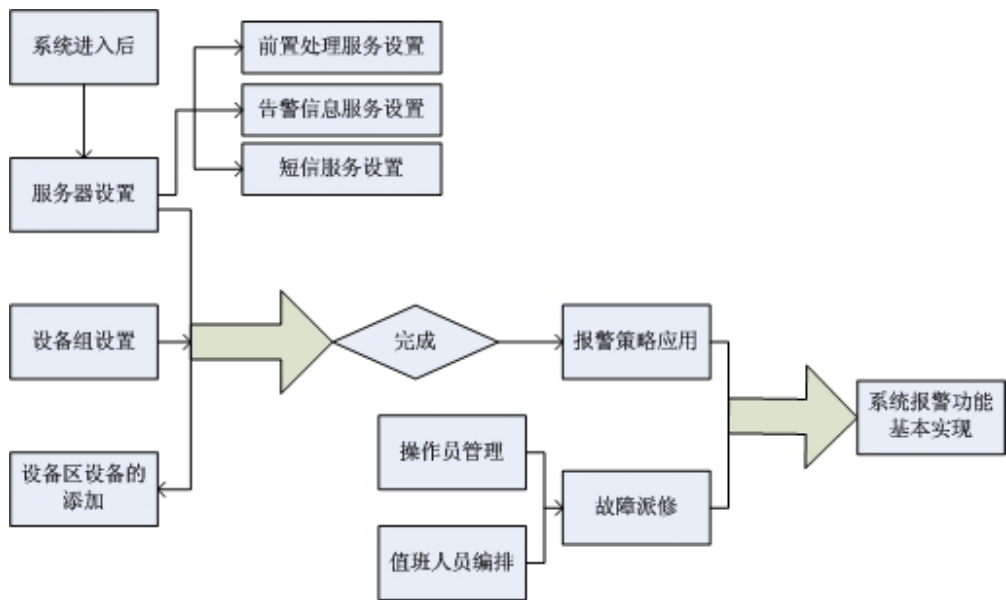 系统进入后
前置处理服务设置
告警信息服务设置
短信服务设置
服务器设置
设备组设置
完成
报警策略应用
系统报警功能
基本实现
操作员管理
设备区设备的
添加
故障派修
值班人员编排